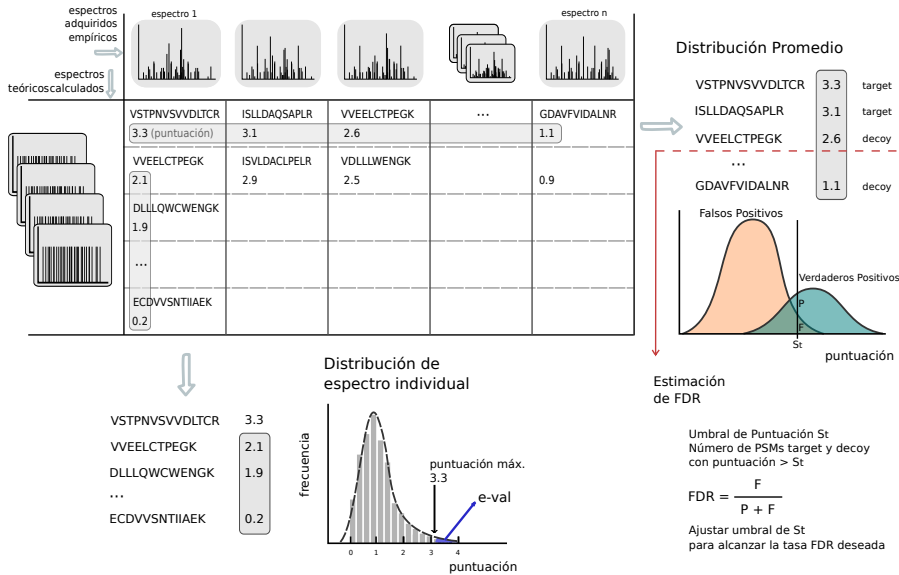 espectros
adquiridos
empíricos
espectro 1
espectro n
espectros
teóricoscalculados
VSTPNVSVVDLTCR
ISLLDAQSAPLR
VVEELCTPEGK
...
GDAVFVIDALNR
3.3 (puntuación)
3.1
2.6
1.1
VVEELCTPEGK
ISVLDACLPELR
VDLLLWENGK
2.1
2.9
2.5
0.9
DLLLQWCWENGK
1.9
...
ECDVVSNTIIAEK
0.2
Distribución Promedio
VSTPNVSVVDLTCR 3.3 target
ISLLDAQSAPLR 3.1 target
VVEELCTPEGK 2.6 decoy
...
GDAVFVIDALNR 1.1 decoy
Falsos Positivos
Verdaderos Positivos
P
F
St
puntuación
Estimación
de FDR
Umbral de Puntuación St
Número de PSMs target y decoy
con puntuación > St
FDR = F
P + F
Ajustar umbral de St
para alcanzar la tasa FDR deseada
VSTPNVSVVDLTCR 3.3
VVEELCTPEGK 2.1
DLLLQWCWENGK 1.9
...
ECDVVSNTIIAEK 0.2
Distribución de
espectro individual
frecuencia
puntuación máx.
3.3
e-val
0 1 2 3 4
puntuación